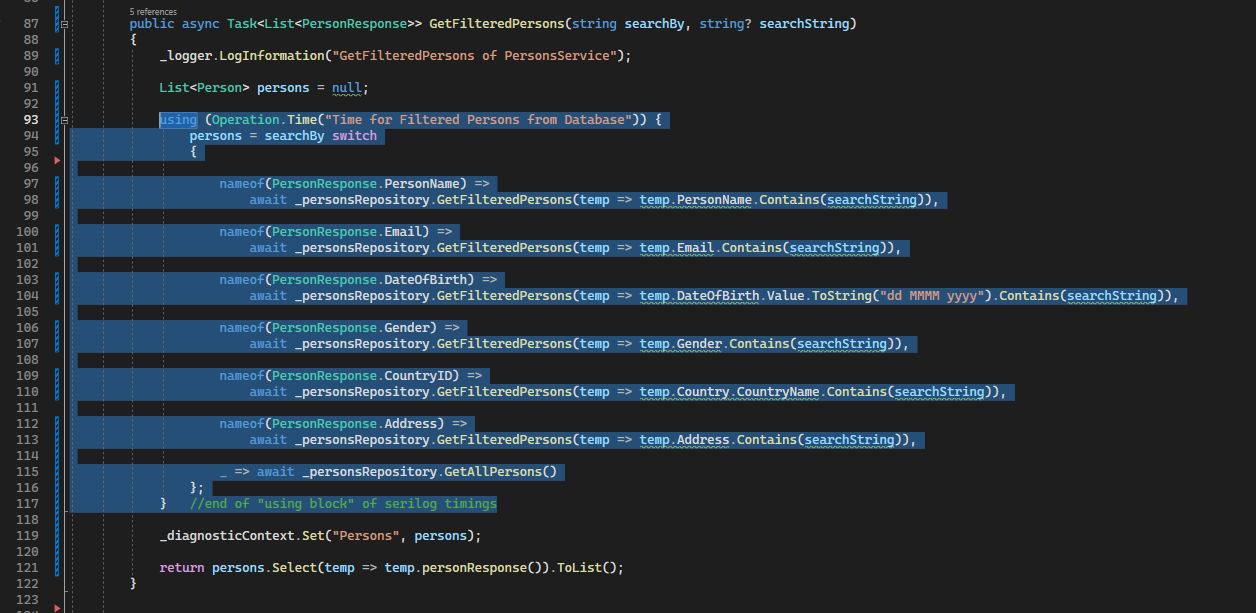 5 references
87 public async Task<List<PersonResponse>> GetFilteredPersons(string searchBy, string? searchString)
88 {
89 _logger.LogInformation("GetFilteredPersons of PersonsService");
90
91 List<Person> persons = null;
92
93 using (Operation.Time("Time for Filtered Persons from Database")) {
94 persons = searchBy switch
95 {
96
97 nameof(PersonResponse.PersonName) =>
98 await _personsRepository.GetFilteredPersons(temp => temp.PersonName.Contains(searchString)),
99
100 nameof(PersonResponse.Email) =>
101 await _personsRepository.GetFilteredPersons(temp => temp.Email.Contains(searchString)),
102
103 nameof(PersonResponse.DateOfBirth) =>
104 await _personsRepository.GetFilteredPersons(temp => temp.DateOfBirth.Value.ToString("dd MMMM yyyy").Contains(searchString)),
105
106 nameof(PersonResponse.Gender) =>
107 await _personsRepository.GetFilteredPersons(temp => temp.Gender.Contains(searchString)),
108
109 nameof(PersonResponse.CountryID) =>
110 await _personsRepository.GetFilteredPersons(temp => temp.Country.CountryName.Contains(searchString)),
111
112 nameof(PersonResponse.Address) =>
113 await _personsRepository.GetFilteredPersons(temp => temp.Address.Contains(searchString)),
114
115 _ => await _personsRepository.GetAllPersons()
116 };
117 } //end of "using block" of serilog timings
118
119 _diagnosticContext.Set("Persons", persons);
120
121 return persons.Select(temp => temp.personResponse()).ToList();
122 }
123